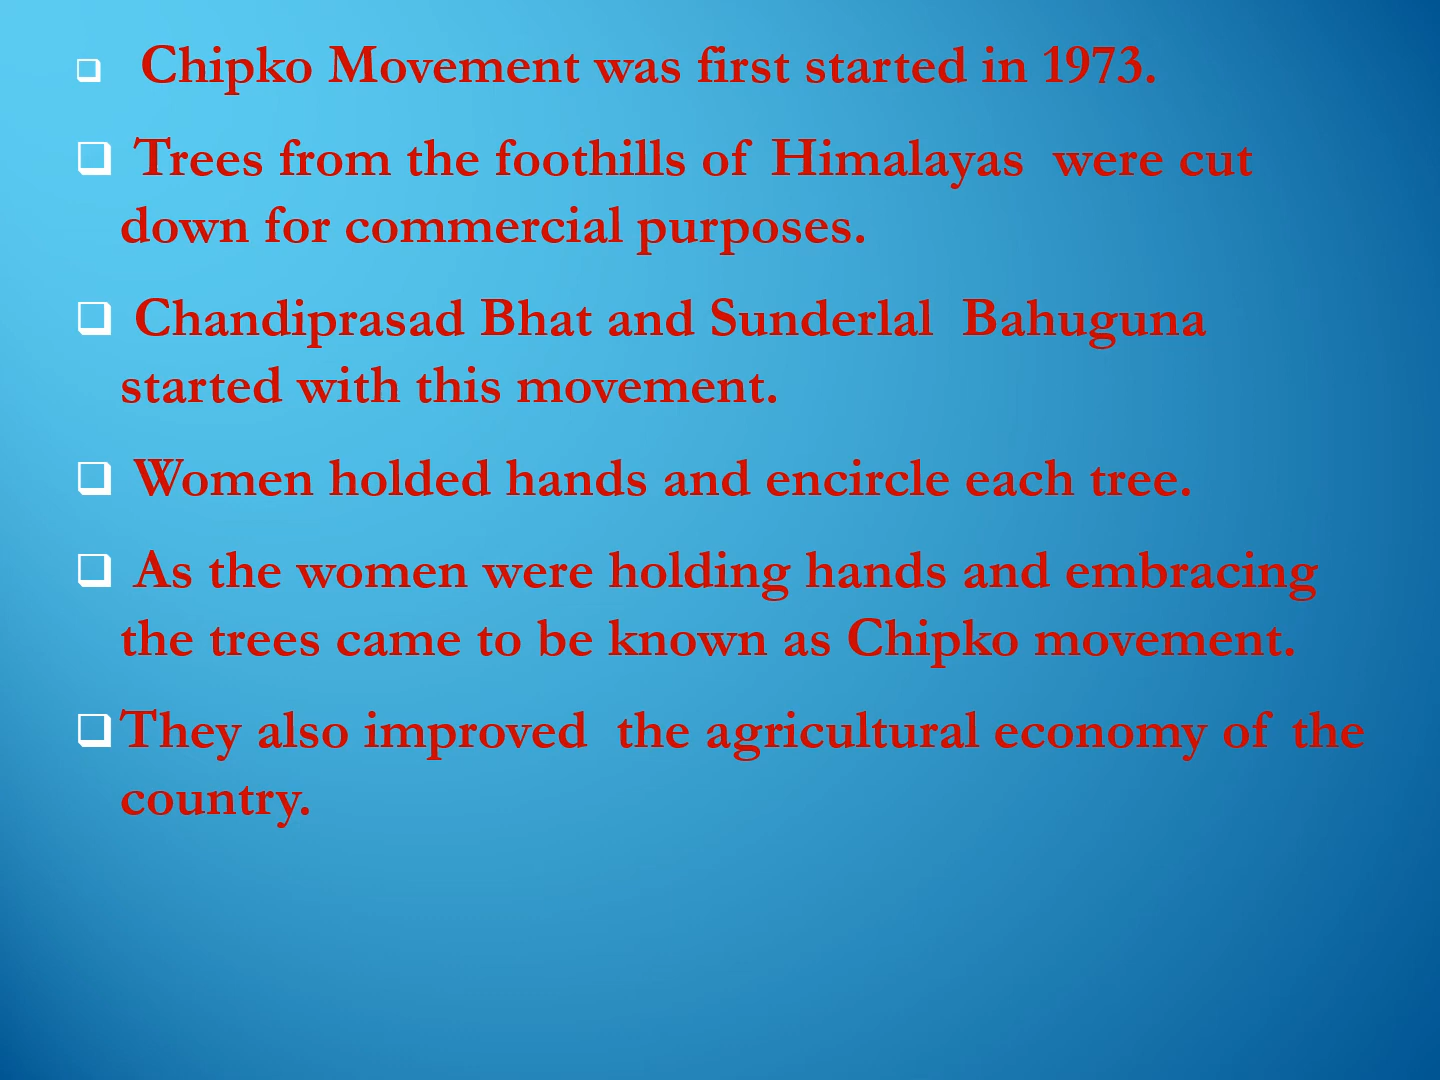 ❑ Chipko Movement was first started in 1973.
❑ Trees from the foothills of Himalayas were cut
down for commercial purposes.
❑ Chandiprasad Bhat and Sunderlal Bahuguna
started with this movement.
❑ Women holded hands and encircle each tree.
❑ As the women were holding hands and embracing
the trees came to be known as Chipko movement.
❑ They also improved the agricultural economy of the
country.